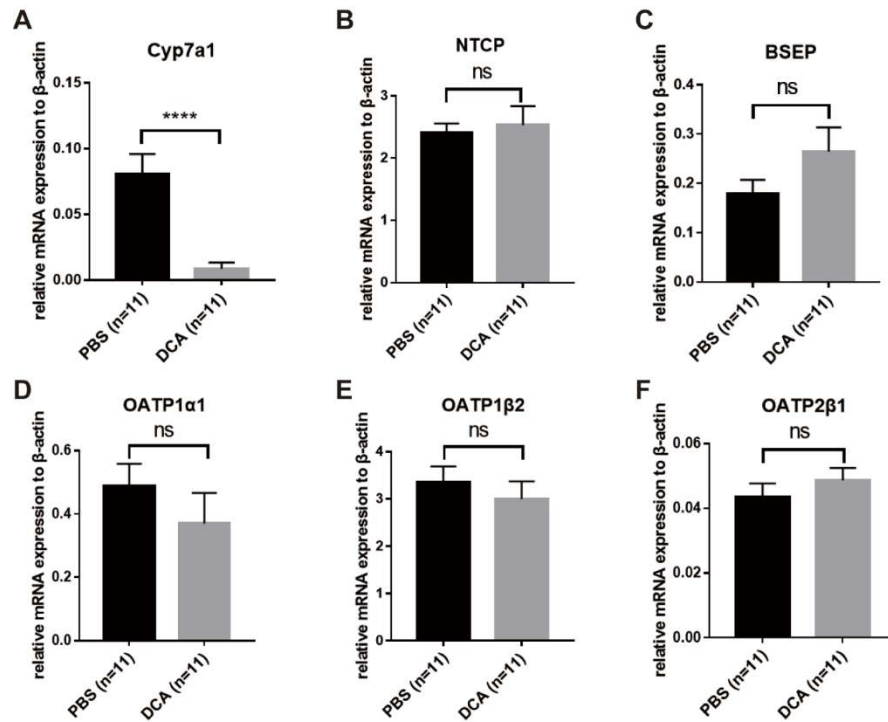 A
Cyp7a1
relative mRNA expression to β-actin
0.15
0.10
0.05
0.00
****
PBS (n=11)
DCA (n=11)
B
NTCP
relative mRNA expression to β-actin
3
2
1
0
ns
PBS (n=11)
DCA (n=11)
C
BSEP
relative mRNA expression to β-actin
0.4
0.3
0.2
0.1
0.0
ns
PBS (n=11)
DCA (n=11)
D
OATP1α1
relative mRNA expression to β-actin
0.6
0.4
0.2
0.0
ns
PBS (n=11)
DCA (n=11)
E
OATP1β2
relative mRNA expression to β-actin
4
3
2
1
0
ns
PBS (n=11)
DCA (n=11)
F
OATP2β1
relative mRNA expression to β-actin
0.06
0.04
0.02
0.00
ns
PBS (n=11)
DCA (n=11)